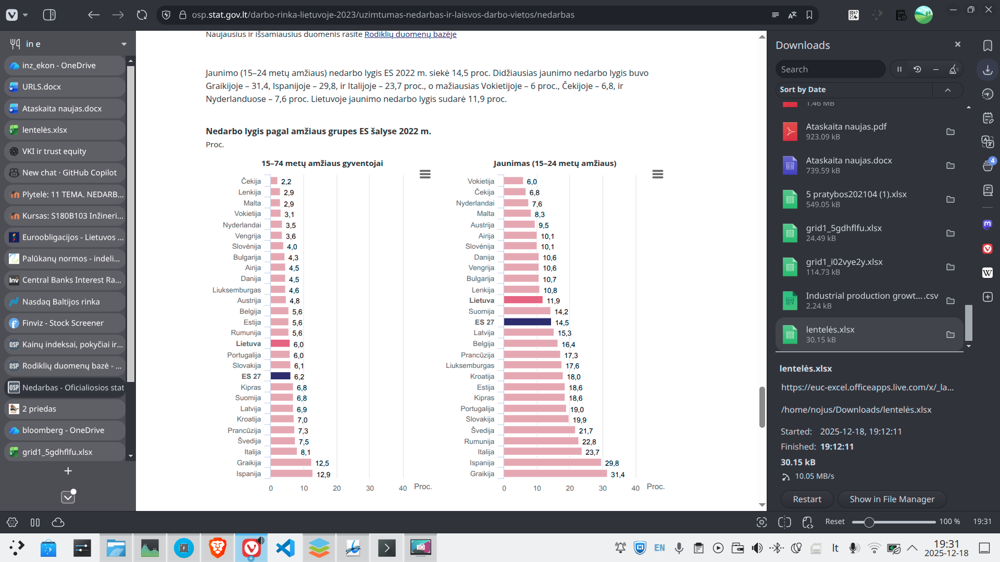 osp.stat.gov.lt/darbo-rinka-lietuvoje-2023/uzimtumas-nedarbas-ir-laisvos-darbo-vietos/nedarbas
in e
inz_ekon - OneDrive
URLS.docx
Ataskaita naujas.docx
lentelės.xlsx
VKI ir trust equity
New chat · GitHub Copilot
Plytelė: 11 TEMA. NEDARB...
Kursas: S180B103 Inžineri...
Euroobligacijos - Lietuvos ...
Palūkanų normos - indeli...
Central Banks Interest Ra...
Nasdaq Baltijos rinka
Finviz - Stock Screener
Kainų indeksai, pokyčiai ir...
Rodiklių duomenų bazė - ...
Nedarbas - Oficialiosios stat
2 priedas
bloomberg - OneDrive
grid1_5gdhflfu.xlsx
Naujausius ir išsamiausius duomenis rasite Rodiklių duomenų bazėje
Jaunimo (15–24 metų amžiaus) nedarbo lygis ES 2022 m. siekė 14,5 proc. Didžiausias jaunimo nedarbo lygis buvo
Graikijoje – 31,4, Ispanijoje – 29,8, ir Italijoje – 23,7 proc., o mažiausias Vokietijoje – 6 proc., Čekijoje – 6,8, ir
Nyderlanduose – 7,6 proc. Lietuvoje jaunimo nedarbo lygis sudarė 11,9 proc.
Nedarbo lygis pagal amžiaus grupes ES šalyse 2022 m.
Proc.
15–74 metų amžiaus gyventojai
Čekija 2,2
Lenkija 2,9
Malta 2,9
Vokietija 3,1
Nyderlandai 3,5
Vengrija 3,6
Slovėnija 4,0
Bulgarija 4,3
Airija 4,5
Danija 4,5
Liuksemburgas 4,6
Austrija 4,8
Belgija 5,6
Estija 5,6
Rumunija 5,6
Lietuva 6,0
Portugalija 6,0
Slovakija 6,1
ES 27 6,2
Kipras 6,8
Suomija 6,8
Latvija 6,9
Kroatija 7,0
Prancūzija 7,3
Švedija 7,5
Italija 8,1
Graikija 12,5
Ispanija 12,9
0 10 20 30 40 Proc.
Jaunimas (15–24 metų amžiaus)
Vokietija 6,0
Čekija 6,8
Nyderlandai 7,6
Malta 8,3
Austrija 9,5
Airija 10,1
Slovėnija 10,1
Danija 10,6
Vengrija 10,6
Bulgarija 10,7
Lenkija 10,8
Lietuva 11,9
Suomija 14,2
ES 27 14,5
Latvija 15,3
Belgija 16,4
Prancūzija 17,3
Liuksemburgas 17,6
Kroatija 18,0
Estija 18,6
Kipras 18,6
Portugalija 19,0
Slovakija 19,9
Švedija 21,7
Rumunija 22,8
Italija 23,7
Ispanija 29,8
Graikija 31,4
0 10 20 30 40 Proc.
Downloads
Search
Sort by Date
1.46 MB
Ataskaita naujas.pdf
923.09 kB
Ataskaita naujas.docx
739.59 kB
5 pratybos202104 (1).xlsx
549.05 kB
grid1_5gdhflfu.xlsx
24.49 kB
grid1_i02vye2y.xlsx
114.73 kB
Industrial production growt....csv
2.24 kB
lentelės.xlsx
30.15 kB
lentelės.xlsx
https://euc-excel.officeapps.live.com/x/_la...
/home/nojus/Downloads/lentelės.xlsx
Started: 2025-12-18, 19:12:11
Finished: 19:12:11
30.15 kB
10.05 MB/s
Restart
Show in File Manager
4
Reset 100 % 19:31
EN
lt
19:31
2025-12-18